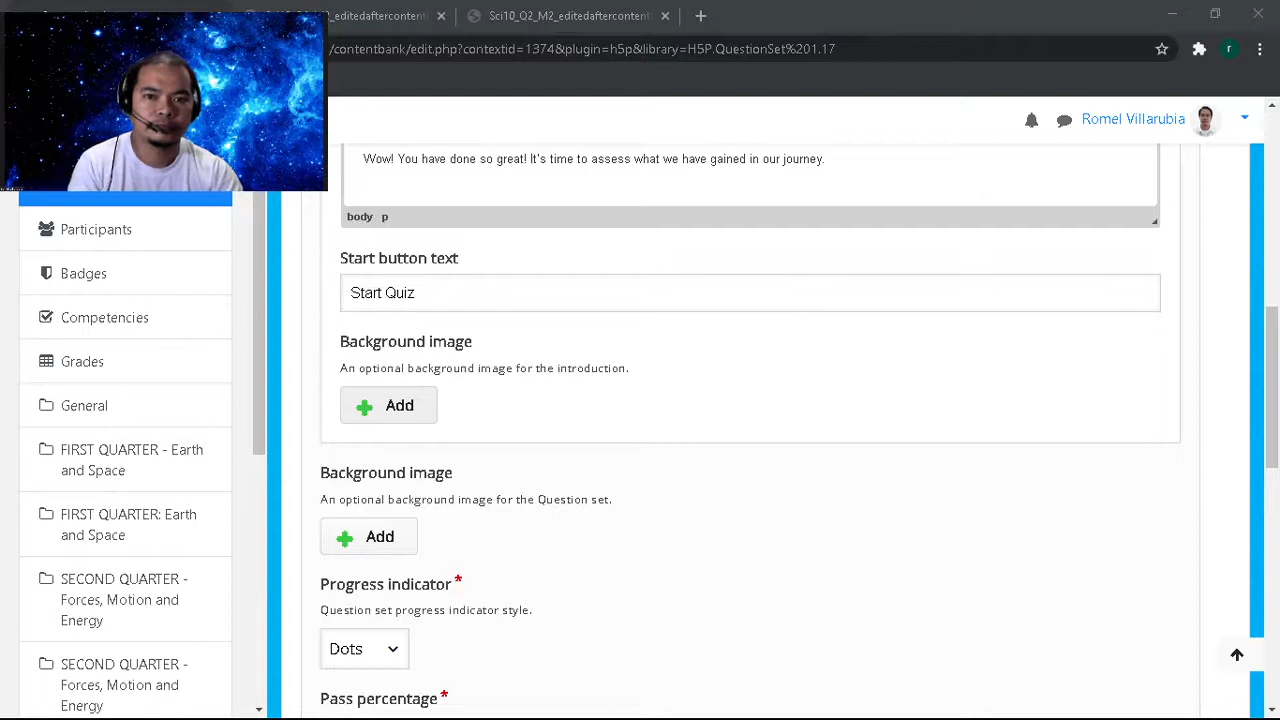 _editedaftercontent
Sci10_Q2_M2_editedaftercontent
/contentbank/edit.php?contextid=1374&plugin=h5p&library=H5P.QuestionSet%201.17
r
Romel Villarubia
Wow! You have done so great! It's time to assess what we have gained in our journey.
body p
Participants
Badges
Competencies
Grades
General
FIRST QUARTER - Earth
and Space
FIRST QUARTER: Earth
and Space
SECOND QUARTER -
Forces, Motion and
Energy
SECOND QUARTER -
Forces, Motion and
Energy
Start button text
Start Quiz
Background image
An optional background image for the introduction.
Add
Background image
An optional background image for the Question set.
Add
Progress indicator *
Question set progress indicator style.
Dots
Pass percentage *